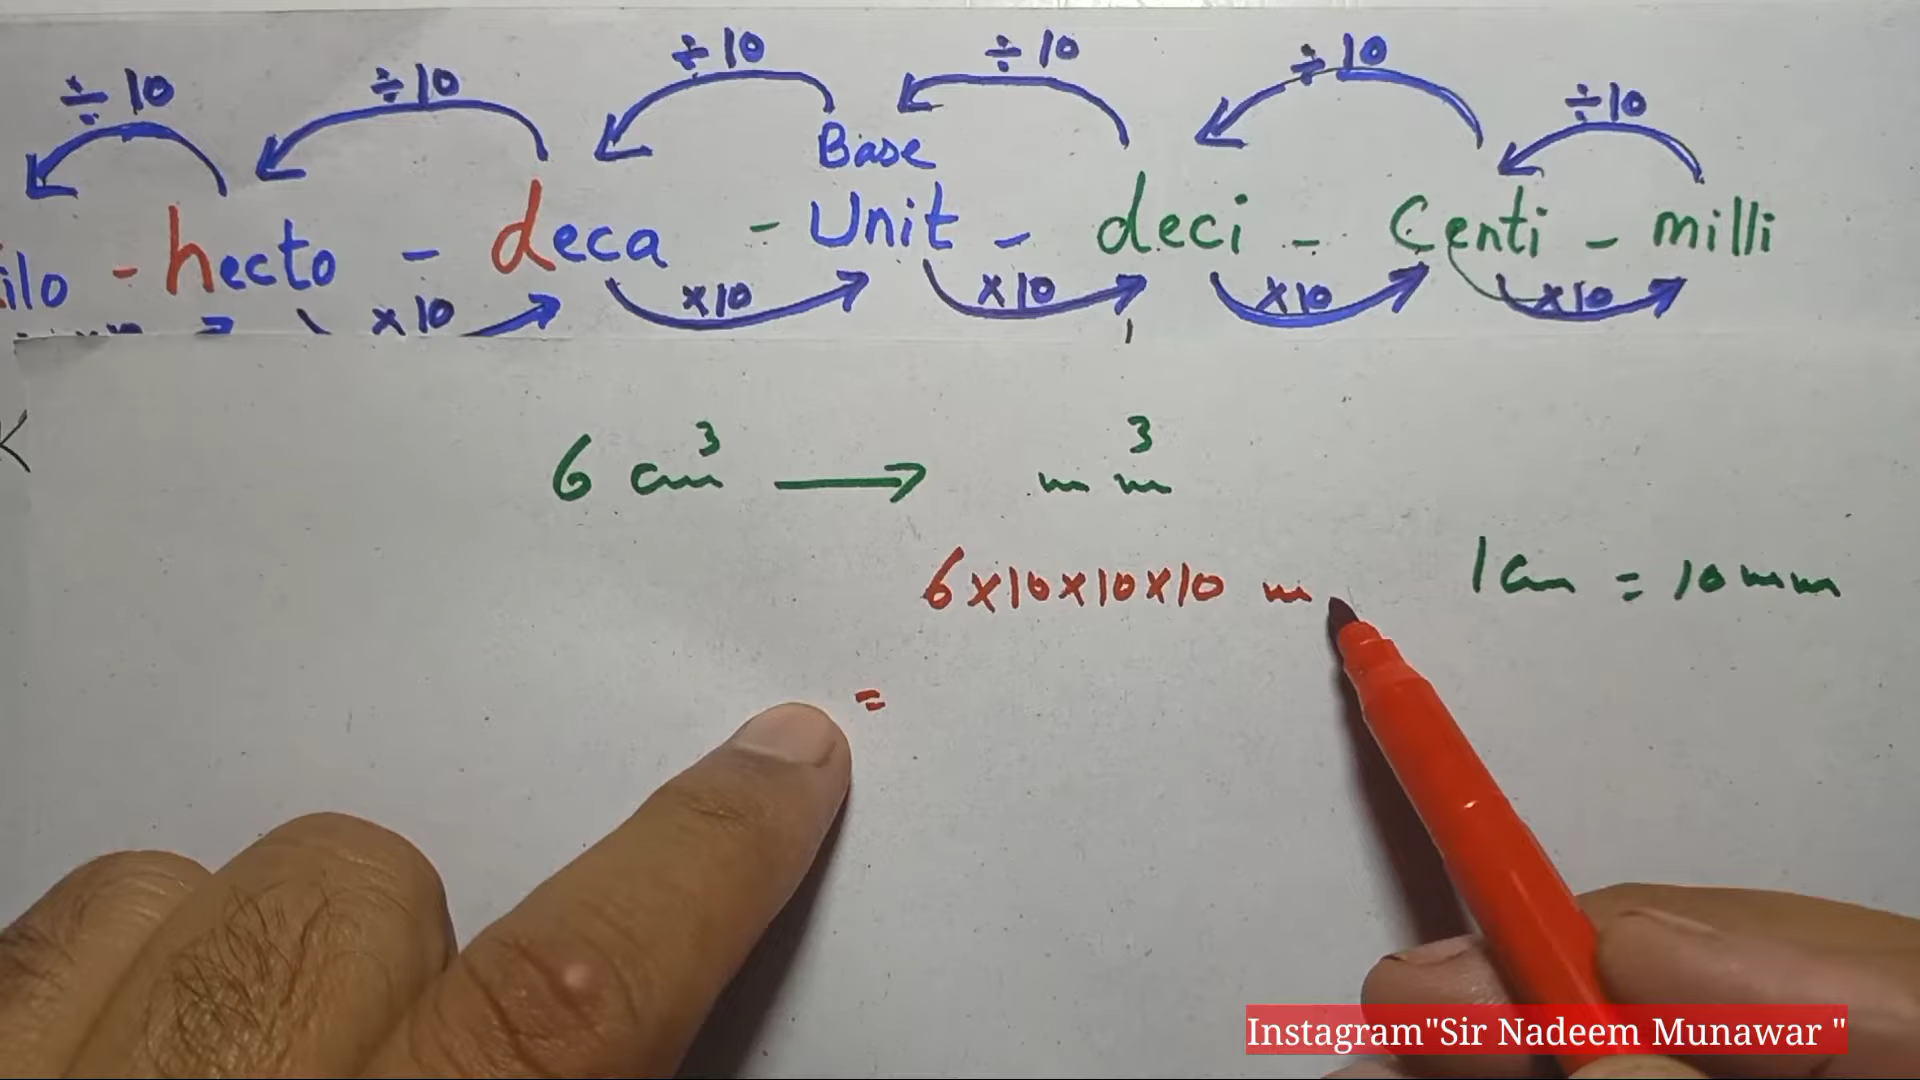 ÷10 ÷10 ÷10 ÷10 ÷10 ÷10
Base
ilo - hecto - deca - Unit - deci - Centi - milli
×10 ×10 ×10 ×10 ×10
6 cm³ → mm³
6×10×10×10 m
1cm = 10mm
=
Instagram"Sir Nadeem Munawar "